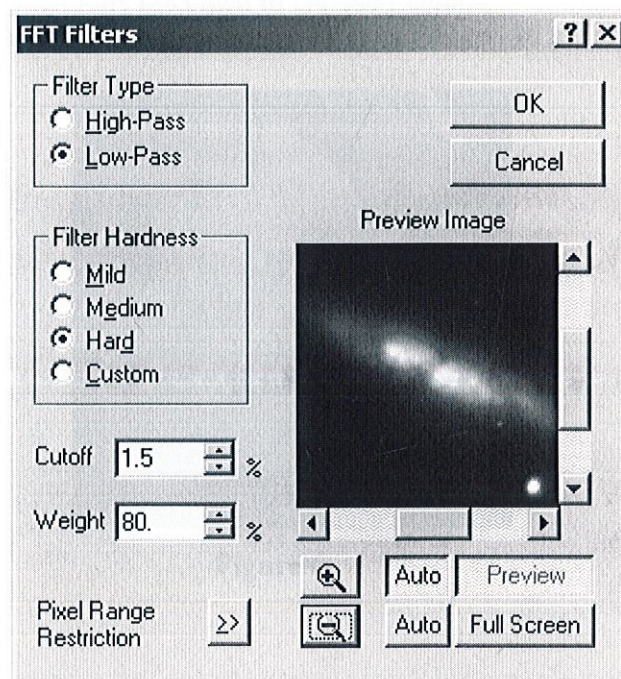 FFT Filters
Filter Type
High-Pass
Low-Pass
OK
Cancel
Filter Hardness
Mild
Medium
Hard
Custom
Preview Image
Cutoff 1.5 %
Weight 80. %
Pixel Range
Restriction >>
Auto Preview
Auto Full Screen